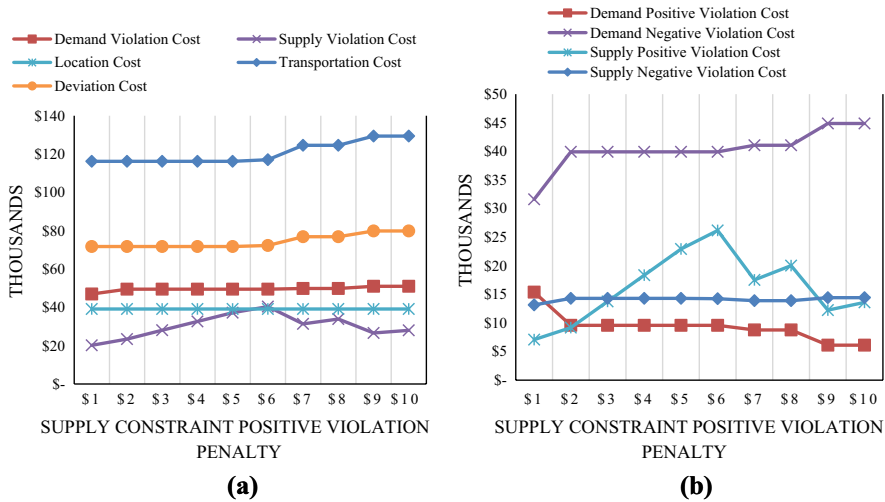 Demand Violation Cost
Supply Violation Cost
Location Cost
Transportation Cost
Deviation Cost
$140
$120
$100
$80
$60
$40
$20
$-
THOUSANDS
$1 $2 $3 $4 $5 $6 $7 $8 $9 $10
SUPPLY CONSTRAINT POSITIVE VIOLATION
PENALTY
(a)
Demand Positive Violation Cost
Demand Negative Violation Cost
Supply Positive Violation Cost
Supply Negative Violation Cost
$50
$45
$40
$35
$30
$25
$20
$15
$10
$5
$-
THOUSANDS
$1 $2 $3 $4 $5 $6 $7 $8 $9 $10
SUPPLY CONSTRAINT POSITIVE VIOLATION
PENALTY
(b)